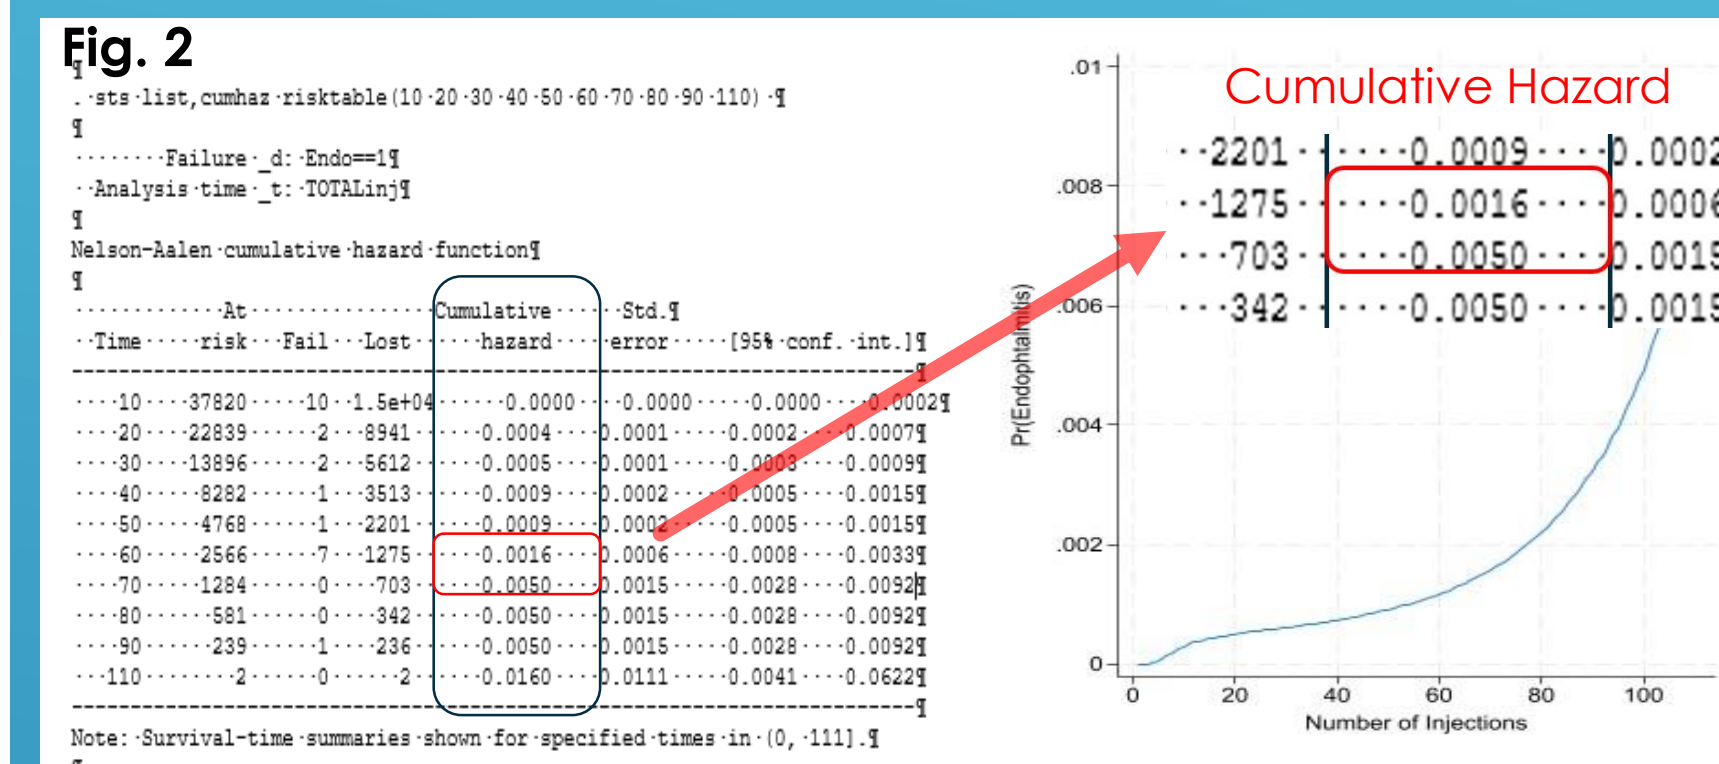 Fig. 2
¶
.·sts·list,cumhaz·risktable(10·20·30·40·50·60·70·80·90·110)·¶
¶
········Failure·_d:·Endo==1¶
··Analysis·time·_t:·TOTALinj¶
¶
Nelson-Aalen·cumulative·hazard·function¶
¶
·············At················Cumulative······Std.¶
··Time·····risk···Fail···Lost······hazard·····error·····[95%·conf.·int.]¶
-------------------------------------------------------¶
····10····37820·····10··1.5e+04······0.0000····0.0000·····0.0000····0.0002¶
····20····22839······2···8941······0.0004····0.0001·····0.0002····0.0007¶
····30····13896······2···5612······0.0005····0.0001·····0.0003····0.0009¶
····40·····8282······1···3513······0.0009····0.0002·····0.0005····0.0015¶
····50·····4768······1···2201······0.0009····0.0002·····0.0005····0.0015¶
····60·····2566······7···1275······0.0016····0.0006·····0.0008····0.0033¶
····70·····1284······0····703······0.0050····0.0015·····0.0028····0.0092¶
····80······581······0····342······0.0050····0.0015·····0.0028····0.0092¶
····90······239······1····236······0.0050····0.0015·····0.0028····0.0092¶
···110········2······0······2······0.0160····0.0111·····0.0041····0.0622¶
-------------------------------------------------------¶
Note:·Survival-time·summaries·shown·for·specified·times·in·(0,·111].¶
Cumulative Hazard
··2201······0.0009····0.0002
··1275······0.0016····0.0006
···703······0.0050····0.0015
···342······0.0050····0.0015
Pr(Endophtalmitis)
.01
.008
.006
.004
.002
0
0 20 40 60 80 100
Number of Injections